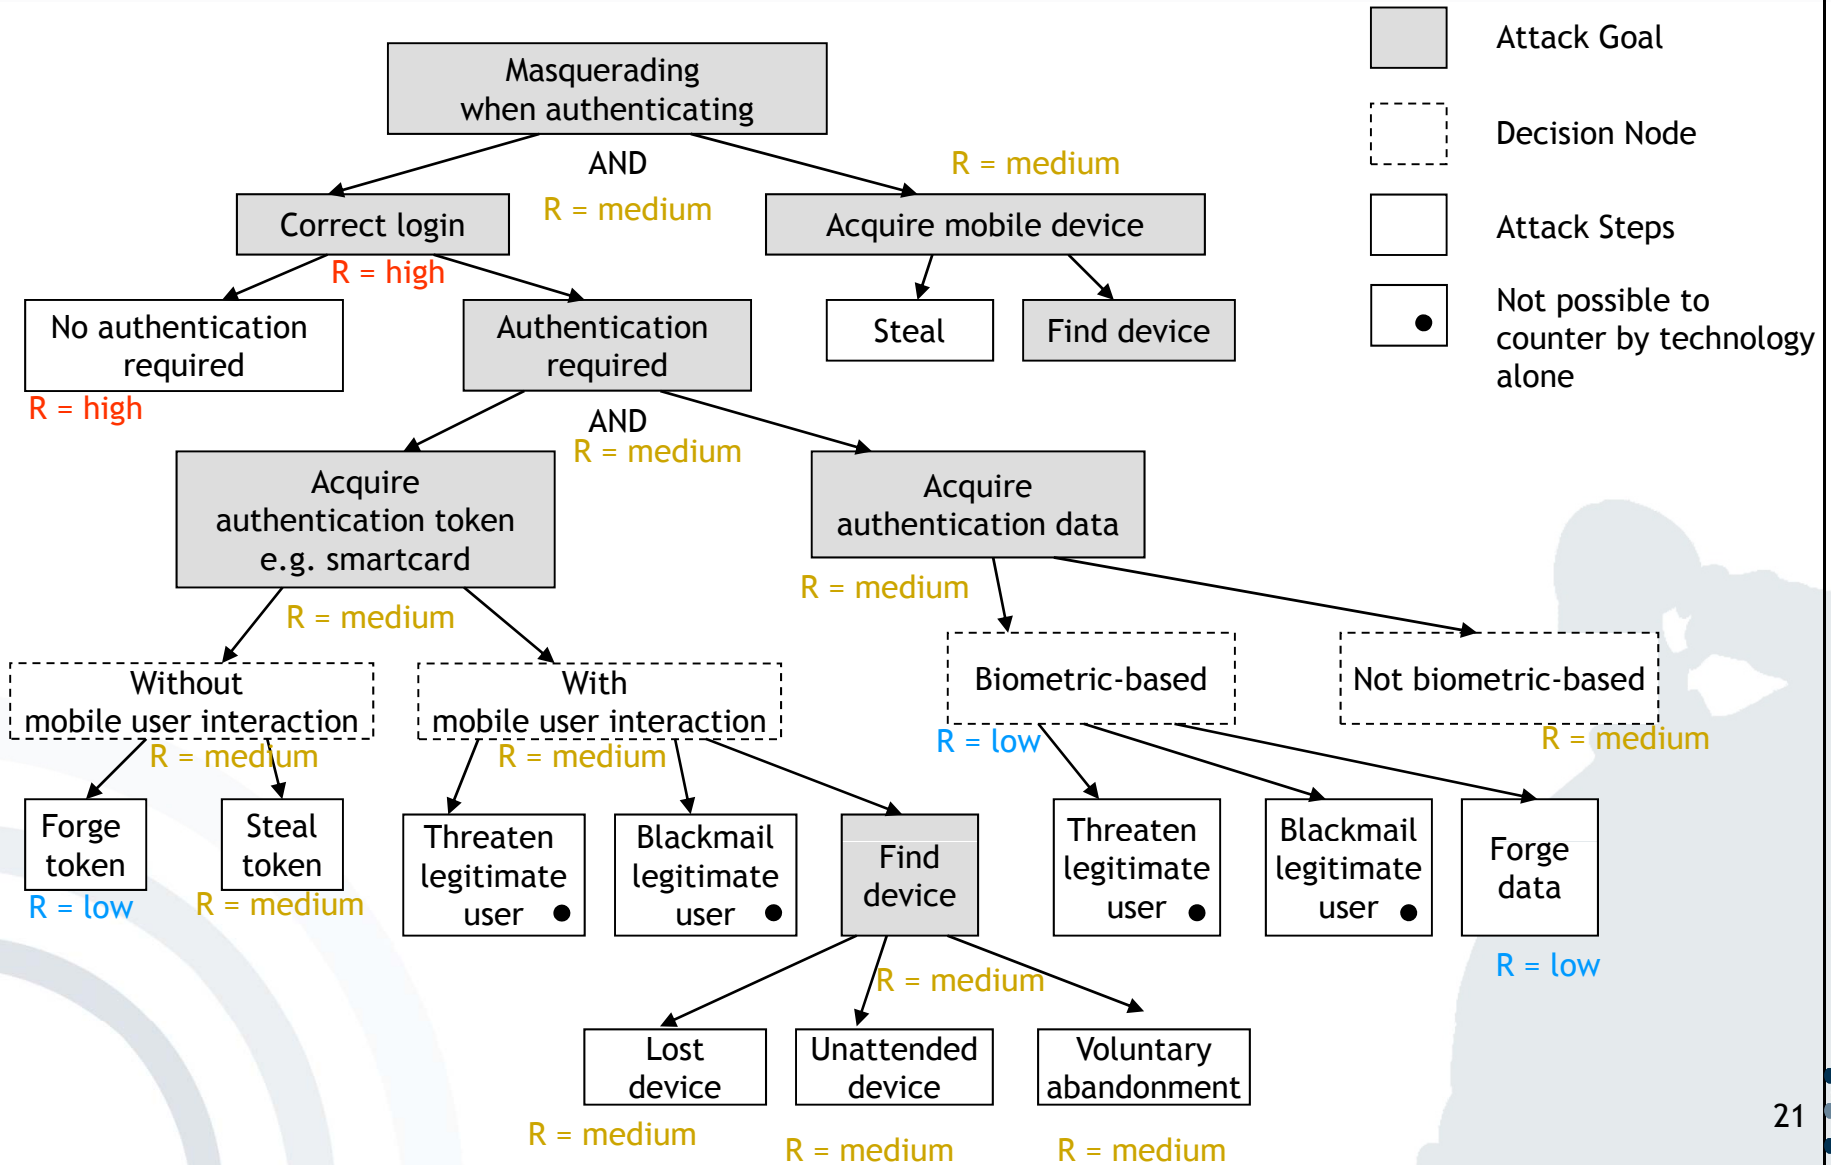 Masquerading
when authenticating
AND
R = medium
R = medium
Correct login
R = high
Acquire mobile device
No authentication
required
R = high
Authentication
required
Steal
Find device
AND
R = medium
Acquire
authentication token
e.g. smartcard
R = medium
Acquire
authentication data
R = medium
Without
mobile user interaction
R = medium
With
mobile user interaction
R = medium
Biometric-based
R = low
Not biometric-based
R = medium
Forge
token
R = low
Steal
token
R = medium
Threaten
legitimate
user
Blackmail
legitimate
user
Find
device
R = medium
Threaten
legitimate
user
Blackmail
legitimate
user
Forge
data
R = low
Lost
device
R = medium
Unattended
device
R = medium
Voluntary
abandonment
R = medium
Attack Goal
Decision Node
Attack Steps
Not possible to
counter by technology
alone
21